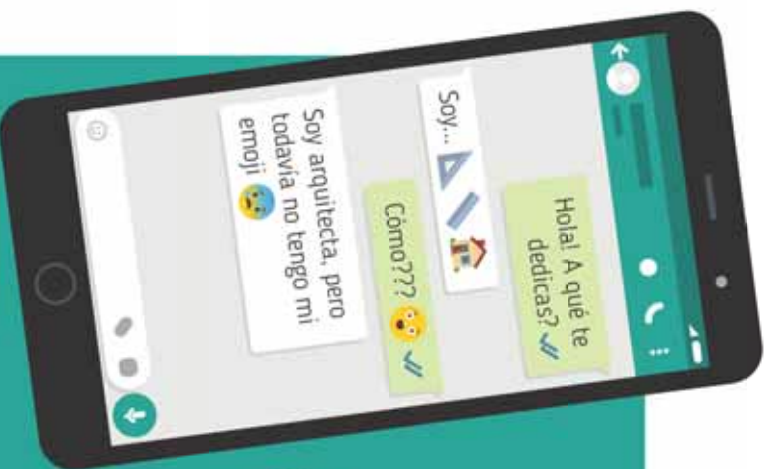 Hola! A qué te
dedicas?
Soy... 📐📏🏠
Cómo??? 😲
Soy arquitecta, pero
todavía no tengo mi
emoji 😰